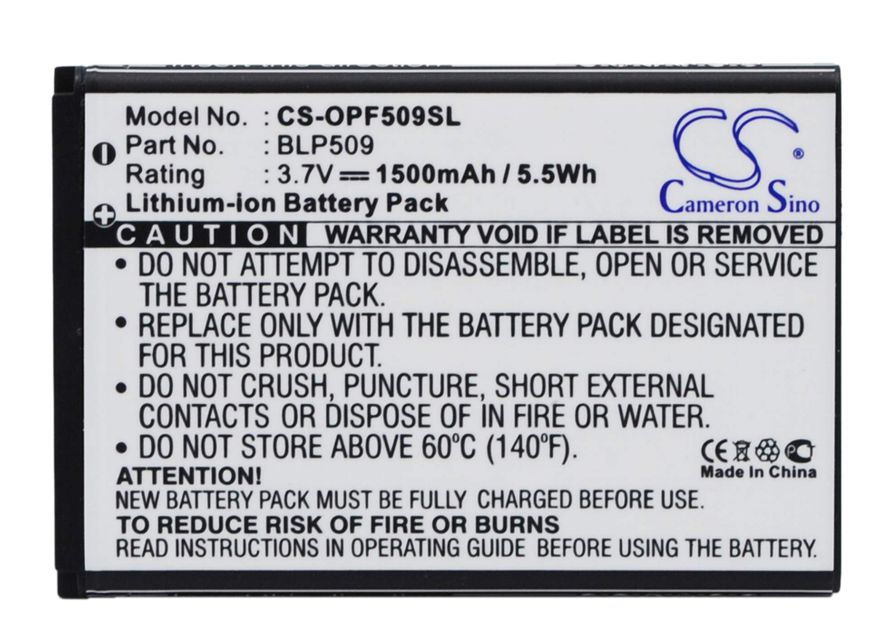 Model No. : CS-OPF509SL
Part No. : BLP509
Rating : 3.7V 1500mAh / 5.5Wh
Lithium-ion Battery Pack
CS ®
Cameron Sino
CAUTION WARRANTY VOID IF LABEL IS REMOVED
• DO NOT ATTEMPT TO DISASSEMBLE, OPEN OR SERVICE
THE BATTERY PACK.
• REPLACE ONLY WITH THE BATTERY PACK DESIGNATED
FOR THIS PRODUCT.
• DO NOT CRUSH, PUNCTURE, SHORT EXTERNAL
CONTACTS OR DISPOSE OF IN FIRE OR WATER.
• DO NOT STORE ABOVE 60°C (140°F).
CE
Made In China
ATTENTION!
NEW BATTERY PACK MUST BE FULLY CHARGED BEFORE USE.
TO REDUCE RISK OF FIRE OR BURNS
READ INSTRUCTIONS IN OPERATING GUIDE BEFORE USING THE BATTERY.